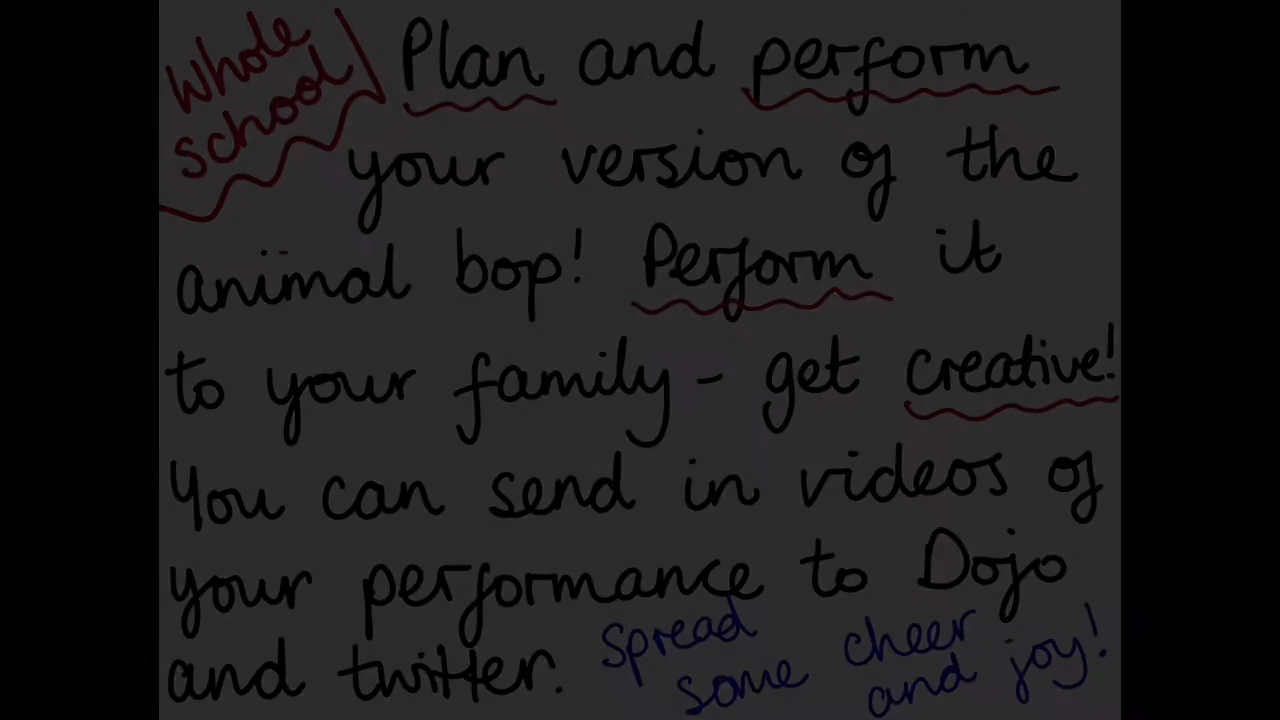 Whole
school
Plan and perform
your version of the
animal bop! Perform it
to your family - get creative!
You can send in videos of
your performance to Dojo
and twitter.
Spread cheer
some and joy!